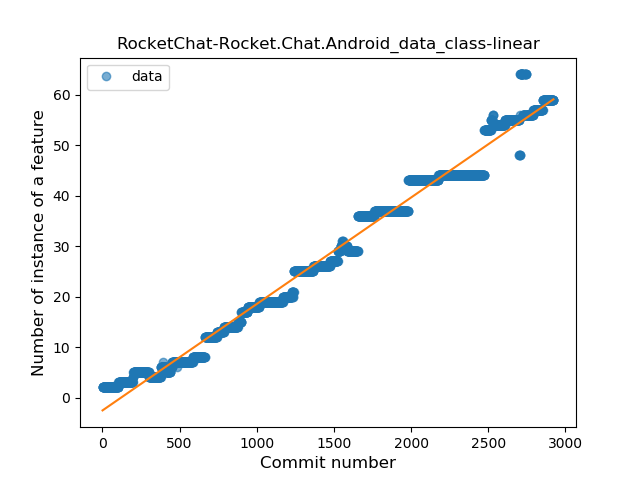 RocketChat-Rocket.Chat.Android_data_class-linear
data
Number of instance of a feature
60
50
40
30
20
10
0
0 500 1000 1500 2000 2500 3000
Commit number